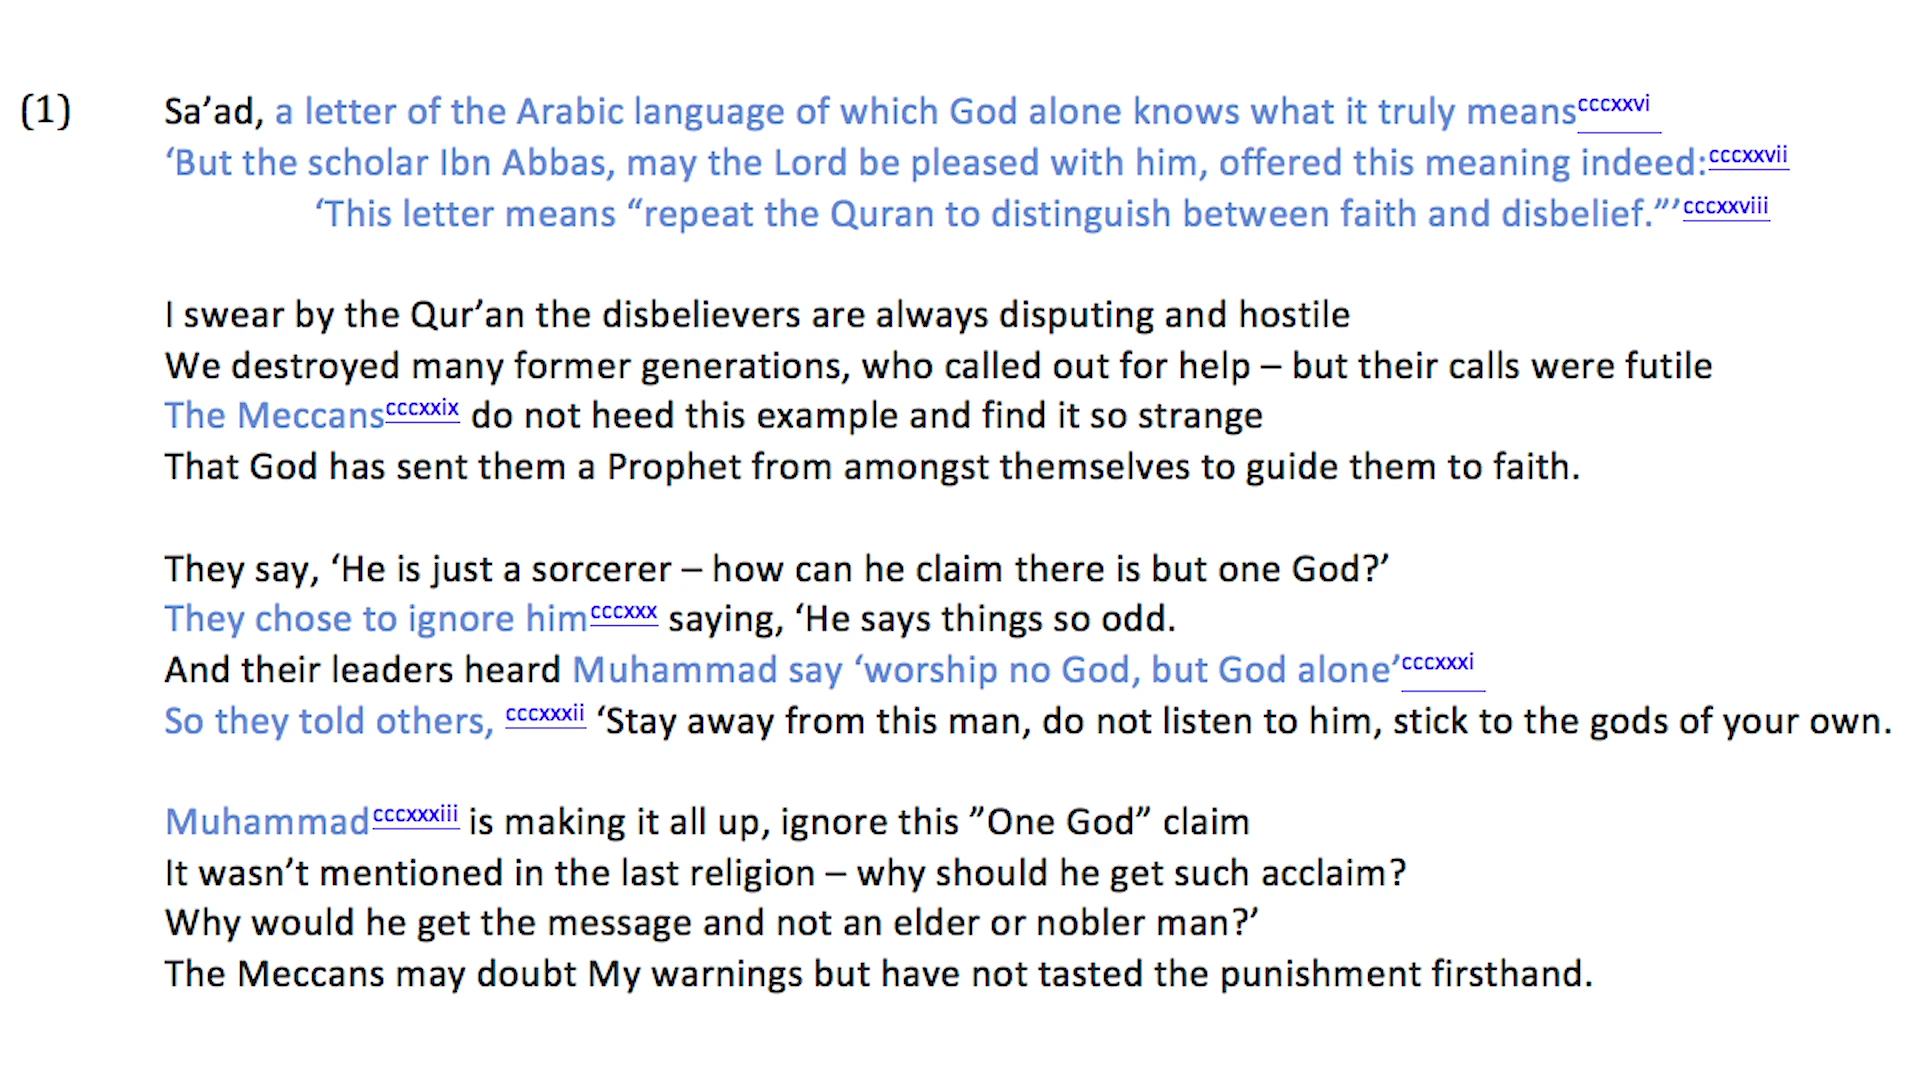 (1) Sa’ad, a letter of the Arabic language of which God alone knows what it truly means cccxxvi
‘But the scholar Ibn Abbas, may the Lord be pleased with him, offered this meaning indeed: cccxxvii
‘This letter means “repeat the Quran to distinguish between faith and disbelief.”’ cccxxviii
I swear by the Qur’an the disbelievers are always disputing and hostile
We destroyed many former generations, who called out for help – but their calls were futile
The Meccans cccxxix do not heed this example and find it so strange
That God has sent them a Prophet from amongst themselves to guide them to faith.
They say, ‘He is just a sorcerer – how can he claim there is but one God?’
They chose to ignore him cccxxx saying, ‘He says things so odd.
And their leaders heard Muhammad say ‘worship no God, but God alone’ cccxxxi
So they told others, cccxxxii ‘Stay away from this man, do not listen to him, stick to the gods of your own.
Muhammad cccxxxiii is making it all up, ignore this ”One God” claim
It wasn’t mentioned in the last religion – why should he get such acclaim?
Why would he get the message and not an elder or nobler man?’
The Meccans may doubt My warnings but have not tasted the punishment firsthand.